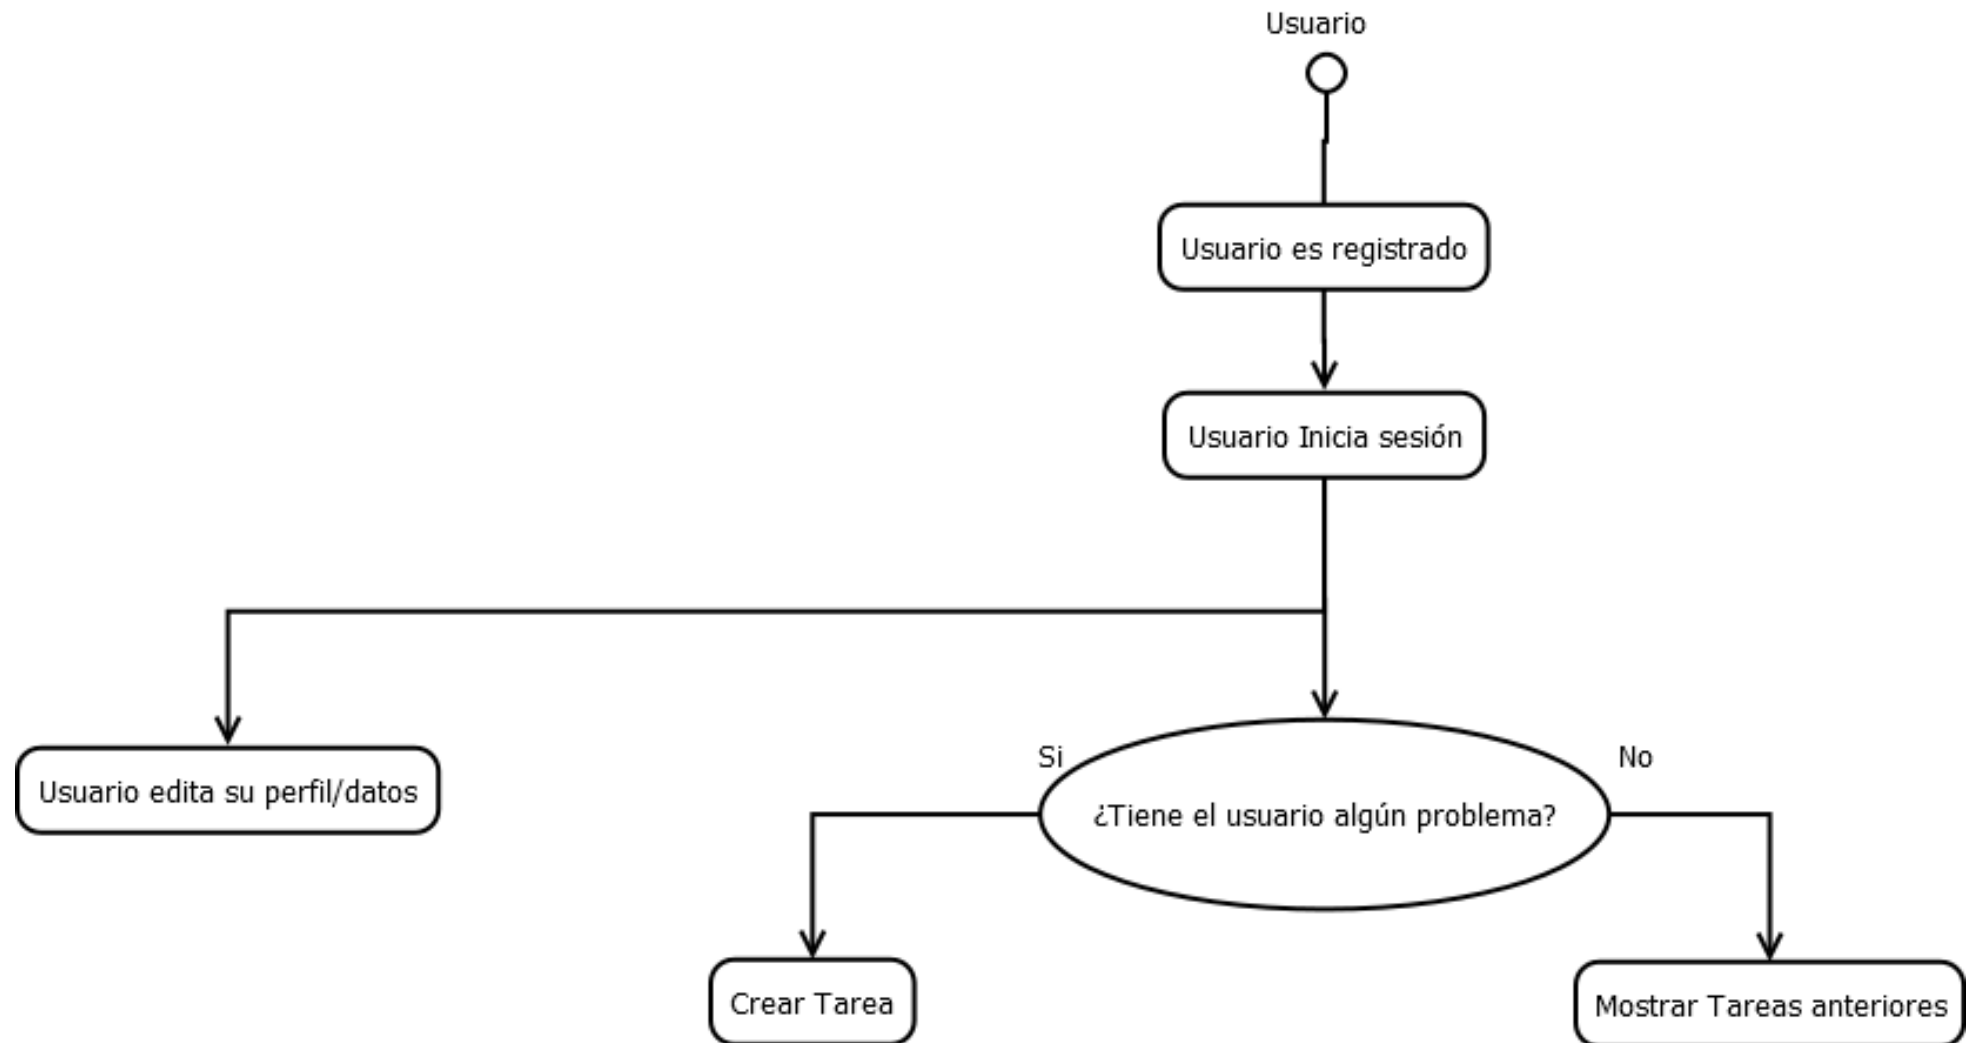 Usuario
Usuario es registrado
Usuario Inicia sesión
Usuario edita su perfil/datos
Si
No
¿Tiene el usuario algún problema?
Crear Tarea
Mostrar Tareas anteriores